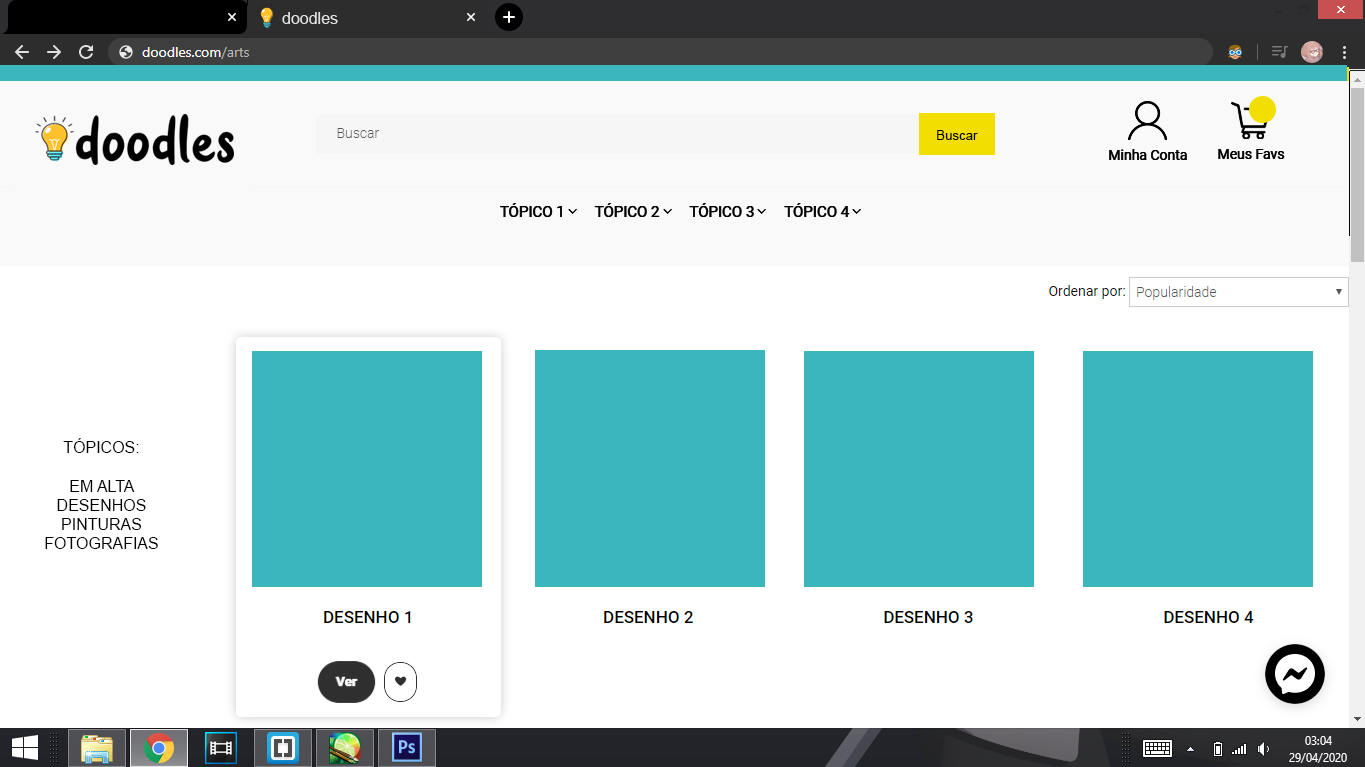 doodles
doodles.com/arts
doodles
Buscar
Buscar
Minha Conta
Meus Favs
TÓPICO 1
TÓPICO 2
TÓPICO 3
TÓPICO 4
Ordenar por:
Popularidade
TÓPICOS:
EM ALTA
DESENHOS
PINTURAS
FOTOGRAFIAS
DESENHO 1
DESENHO 2
DESENHO 3
DESENHO 4
Ver
Ps
03:04
29/04/2020